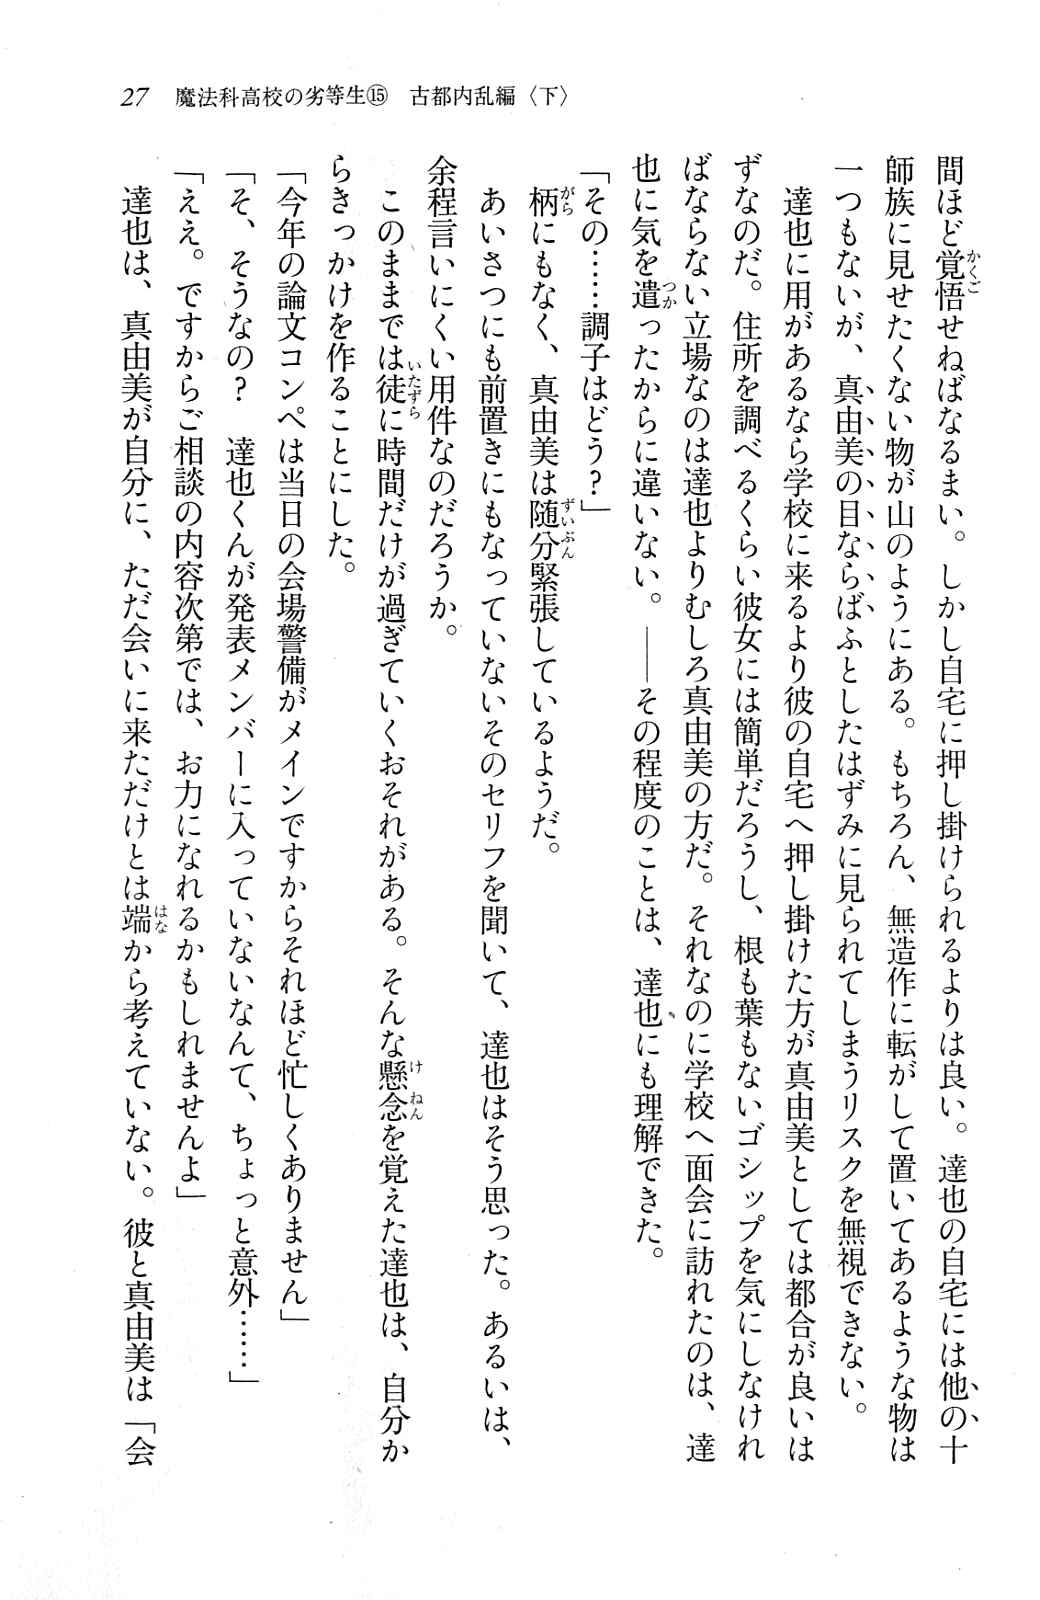 27　魔法科高校の劣等生⑮　古都内乱編〈下〉
間ほど覚悟せねばなるまい。しかし自宅に押し掛けられるよりは良い。達也の自宅には他の十
師族に見せたくない物が山のようにある。もちろん、無造作に転がして置いてあるような物は
一つもないが、真由美の目ならばふとしたはずみに見られてしまうリスクを無視できない。
　達也に用があるなら学校に来るより彼の自宅へ押し掛けた方が真由美としては都合が良いは
ずなのだ。住所を調べるくらい彼女には簡単だろうし、根も葉もないゴシップを気にしなけれ
ばならない立場なのは達也よりむしろ真由美の方だ。それなのに学校へ面会に訪れたのは、達
也に気を遣ったからに違いない。――その程度のことは、達也にも理解できた。
「その……調子はどう？」
　柄にもなく、真由美は随分緊張しているようだ。
　あいさつにも前置きにもなっていないそのセリフを聞いて、達也はそう思った。あるいは、
余程言いにくい用件なのだろうか。
　このままでは徒に時間だけが過ぎていくおそれがある。そんな懸念を覚えた達也は、自分か
らきっかけを作ることにした。
「今年の論文コンペは当日の会場警備がメインですからそれほど忙しくありません」
「そ、そうなの？　達也くんが発表メンバーに入っていないなんて、ちょっと意外……」
「ええ。ですからご相談の内容次第では、お力になれるかもしれませんよ」
　達也は、真由美が自分に、ただ会いに来ただけとは端から考えていない。彼と真由美は「会